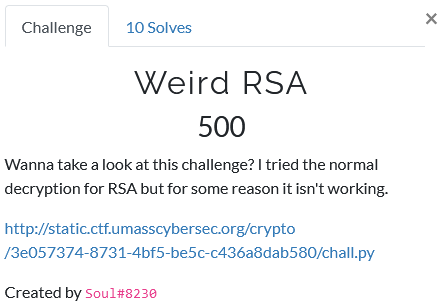 Challenge
10 Solves
×
Weird RSA
500
Wanna take a look at this challenge? I tried the normal
decryption for RSA but for some reason it isn't working.
http://static.ctf.umasscybersec.org/crypto
/3e057374-8731-4bf5-be5c-c436a8dab580/chall.py
Created by Soul#8230